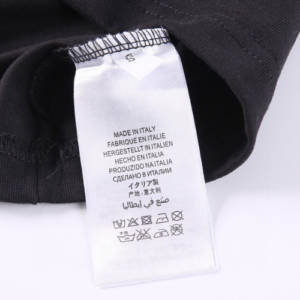 S
MADE IN ITALY
FABRIQUÉ EN ITALIE
HERGESTELLT IN ITALIEN
HECHO EN ITALIA
PRODUZIDO NA ITALIA
СДЕЛАНО В ИТАЛИИ
イタリア製
产地：意大利
صنع في إيطاليا